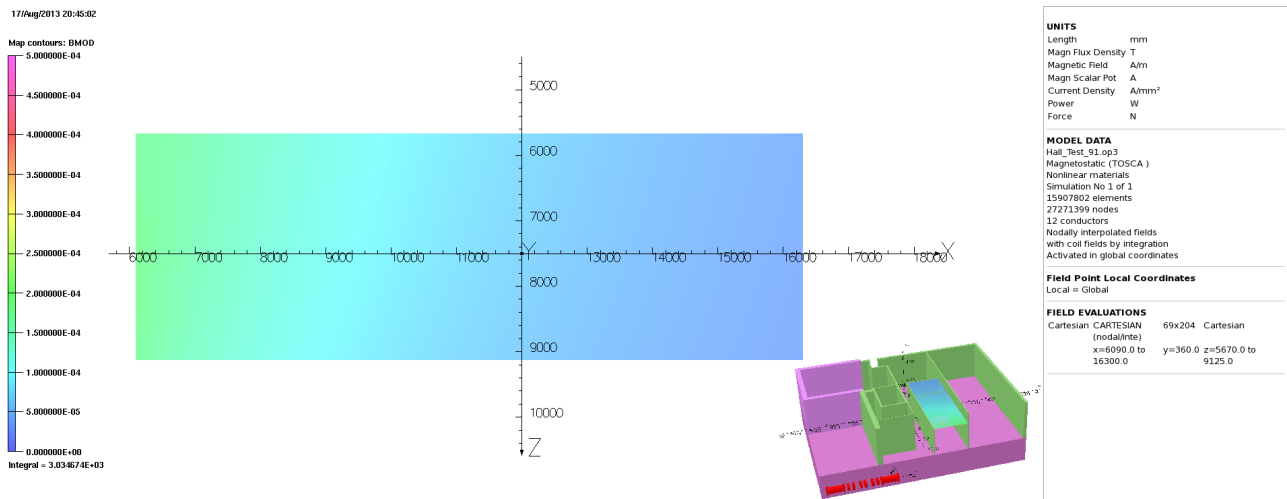 17/Aug/2013 20:45:02
Map contours: BMOD
5.000000E-04
4.500000E-04
4.000000E-04
3.500000E-04
3.000000E-04
2.500000E-04
2.000000E-04
1.500000E-04
1.000000E-04
5.000000E-05
0.000000E+00
Integral = 3.034674E+03
5000
6000
7000
8000
9000
10000
Z
6000 7000 8000 9000 10000 11000 Y 13000 14000 15000 16000 17000 18000 X
UNITS
Length mm
Magn Flux Density T
Magnetic Field A/m
Magn Scalar Pot A
Current Density A/mm²
Power W
Force N
MODEL DATA
Hall_Test_91.op3
Magnetostatic (TOSCA )
Nonlinear materials
Simulation No 1 of 1
15907802 elements
27271399 nodes
12 conductors
Nodally interpolated fields
with coil fields by integration
Activated in global coordinates
Field Point Local Coordinates
Local = Global
FIELD EVALUATIONS
Cartesian CARTESIAN 69x204 Cartesian
(nodal/inte)
x=6090.0 to y=360.0 z=5670.0 to
16300.0 9125.0